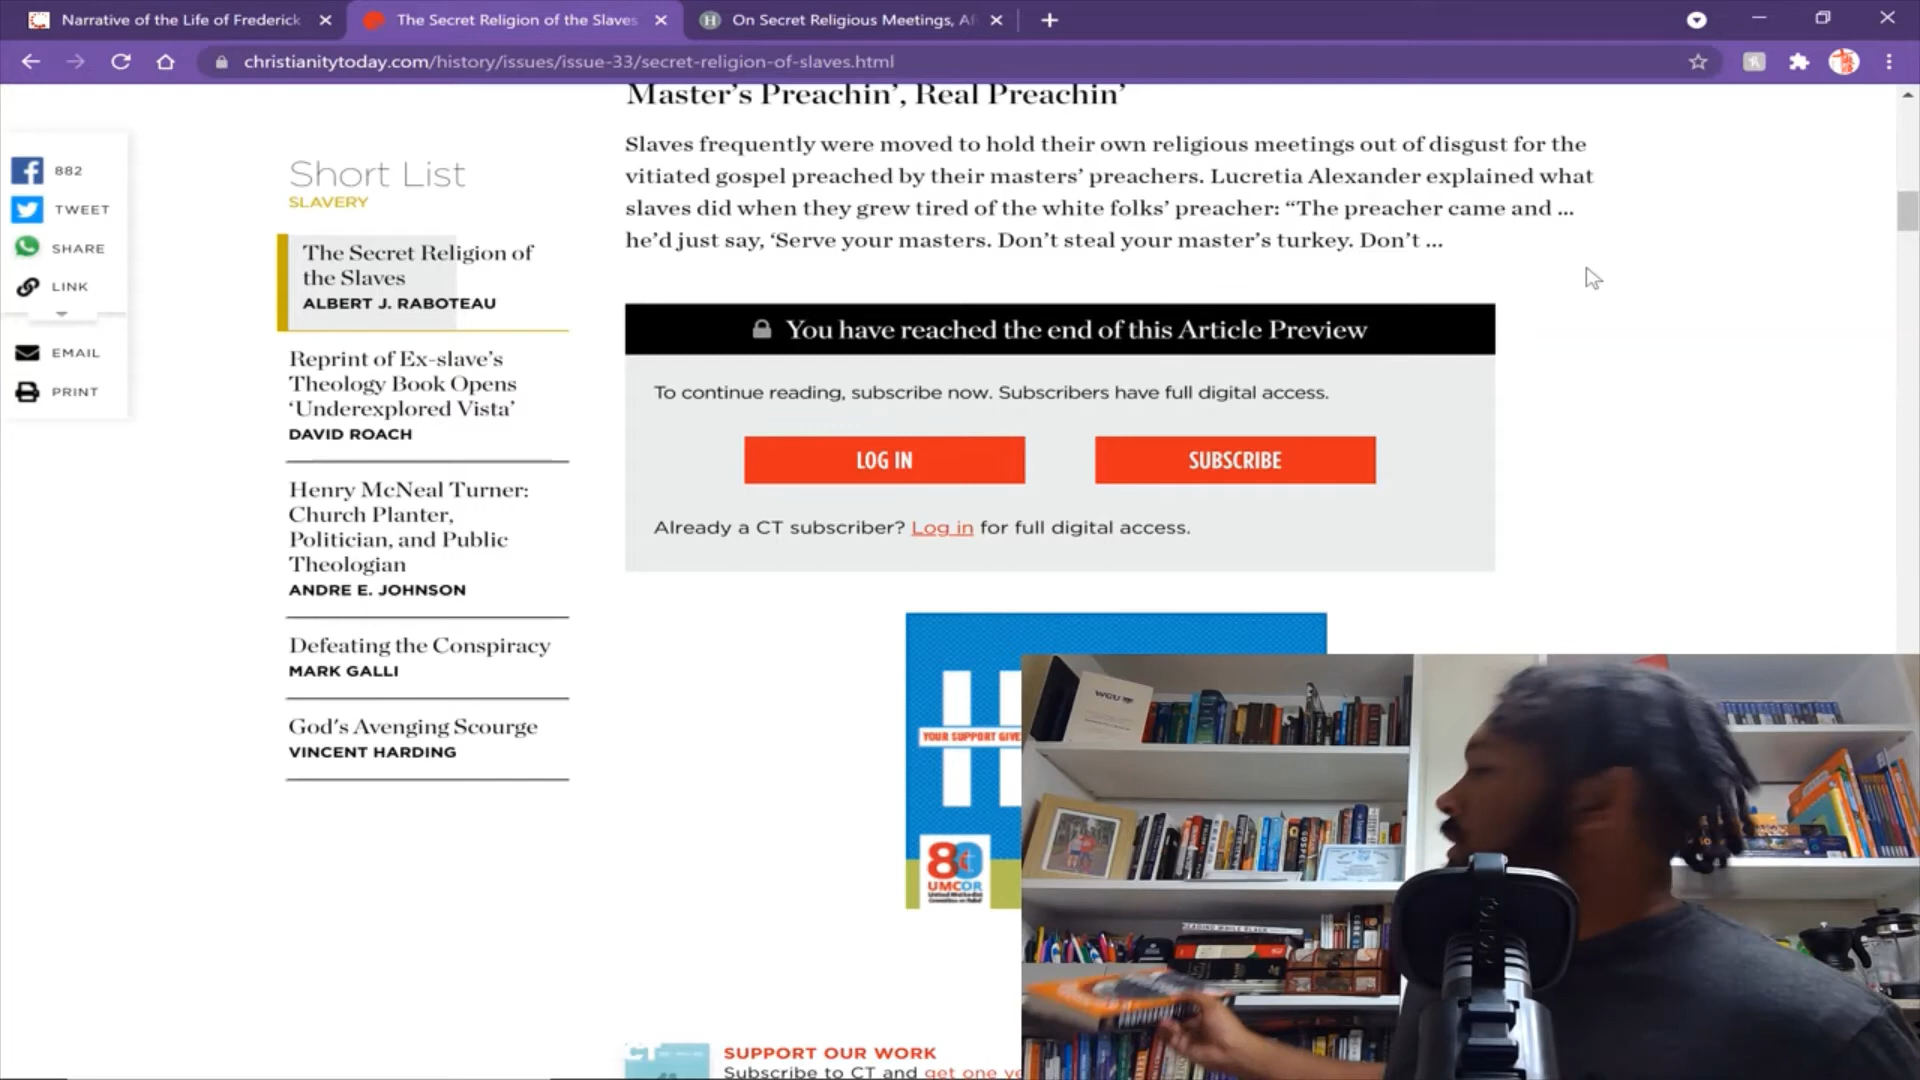 Narrative of the Life of Frederick
The Secret Religion of the Slaves
On Secret Religious Meetings, Af
christianitytoday.com/history/issues/issue-33/secret-religion-of-slaves.html
882
TWEET
SHARE
LINK
EMAIL
PRINT
Short List
SLAVERY
The Secret Religion of
the Slaves
ALBERT J. RABOTEAU
Reprint of Ex-slave’s
Theology Book Opens
‘Underexplored Vista’
DAVID ROACH
Henry McNeal Turner:
Church Planter,
Politician, and Public
Theologian
ANDRE E. JOHNSON
Defeating the Conspiracy
MARK GALLI
God's Avenging Scourge
VINCENT HARDING
Master’s Preachin’, Real Preachin’
Slaves frequently were moved to hold their own religious meetings out of disgust for the
vitiated gospel preached by their masters’ preachers. Lucretia Alexander explained what
slaves did when they grew tired of the white folks’ preacher: “The preacher came and …
he’d just say, ‘Serve your masters. Don’t steal your master’s turkey. Don’t …
You have reached the end of this Article Preview
To continue reading, subscribe now. Subscribers have full digital access.
LOG IN
SUBSCRIBE
Already a CT subscriber? Log in for full digital access.
YOUR SUPPORT GIVE
80
UMCOR
CT
SUPPORT OUR WORK
Subscribe to CT and get one ye
WGU
READING WHILE BLACK